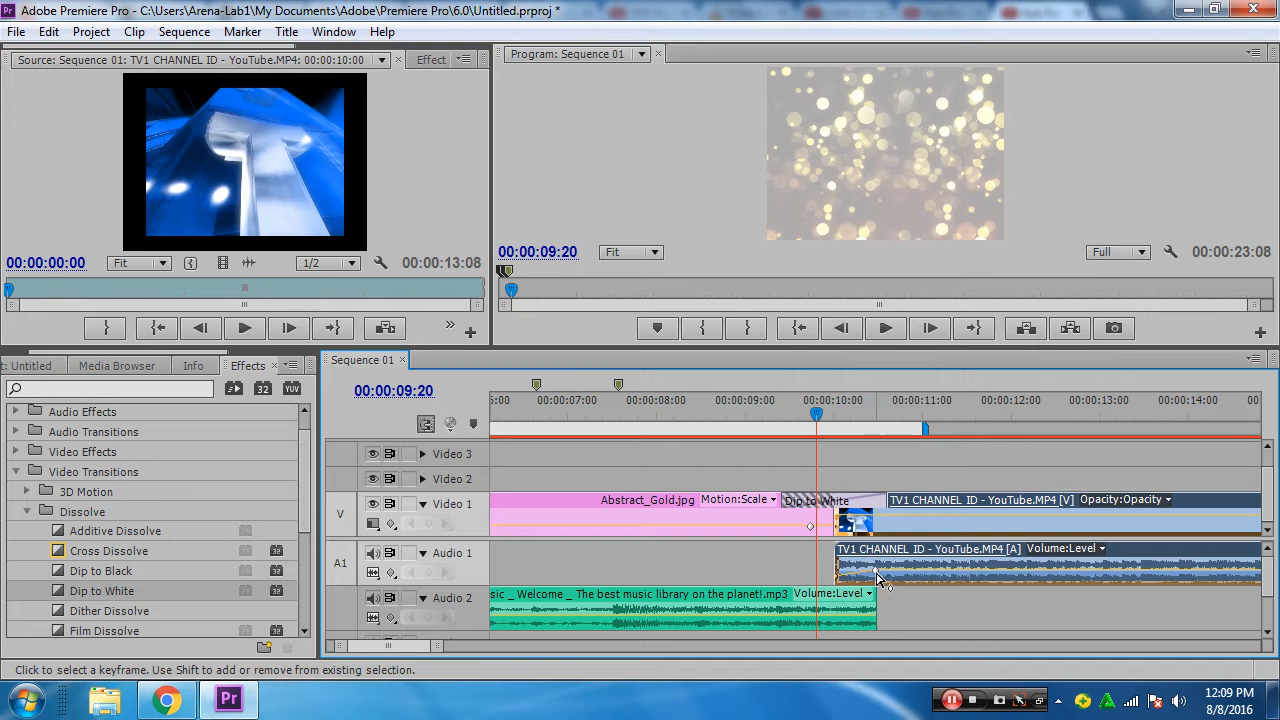 Adobe Premiere Pro - C:\Users\Arena-Lab1\My Documents\Adobe\Premiere Pro\6.0\Untitled.prproj *
File Edit Project Clip Sequence Marker Title Window Help
Source: Sequence 01: TV1 CHANNEL ID - YouTube.MP4: 00:00:10:00
Effect
Program: Sequence 01
00:00:00:00
Fit
1/2
00:00:13:08
00:00:09:20
Fit
Full
00:00:23:08
t: Untitled
Media Browser
Info
Effects
Sequence 01
00:00:09:20
5:00
00:00:07:00
00:00:08:00
00:00:09:00
00:00:10:00
00:00:11:00
00:00:12:00
00:00:13:00
00:00:14:00
00
Audio Effects
Audio Transitions
Video Effects
Video Transitions
3D Motion
Dissolve
Additive Dissolve
Cross Dissolve
Dip to Black
Dip to White
Dither Dissolve
Film Dissolve
Video 3
Video 2
V
Video 1
Abstract_Gold.jpg Motion:Scale
Dip to White
TV1 CHANNEL ID - YouTube.MP4 [V] Opacity:Opacity
A1
Audio 1
TV1 CHANNEL ID - YouTube.MP4 [A] Volume:Level
Audio 2
sic _ Welcome _ The best music library on the planet!.mp3 Volume:Level
Click to select a keyframe. Use Shift to add or remove from existing selection.
Pr
12:09 PM
8/8/2016